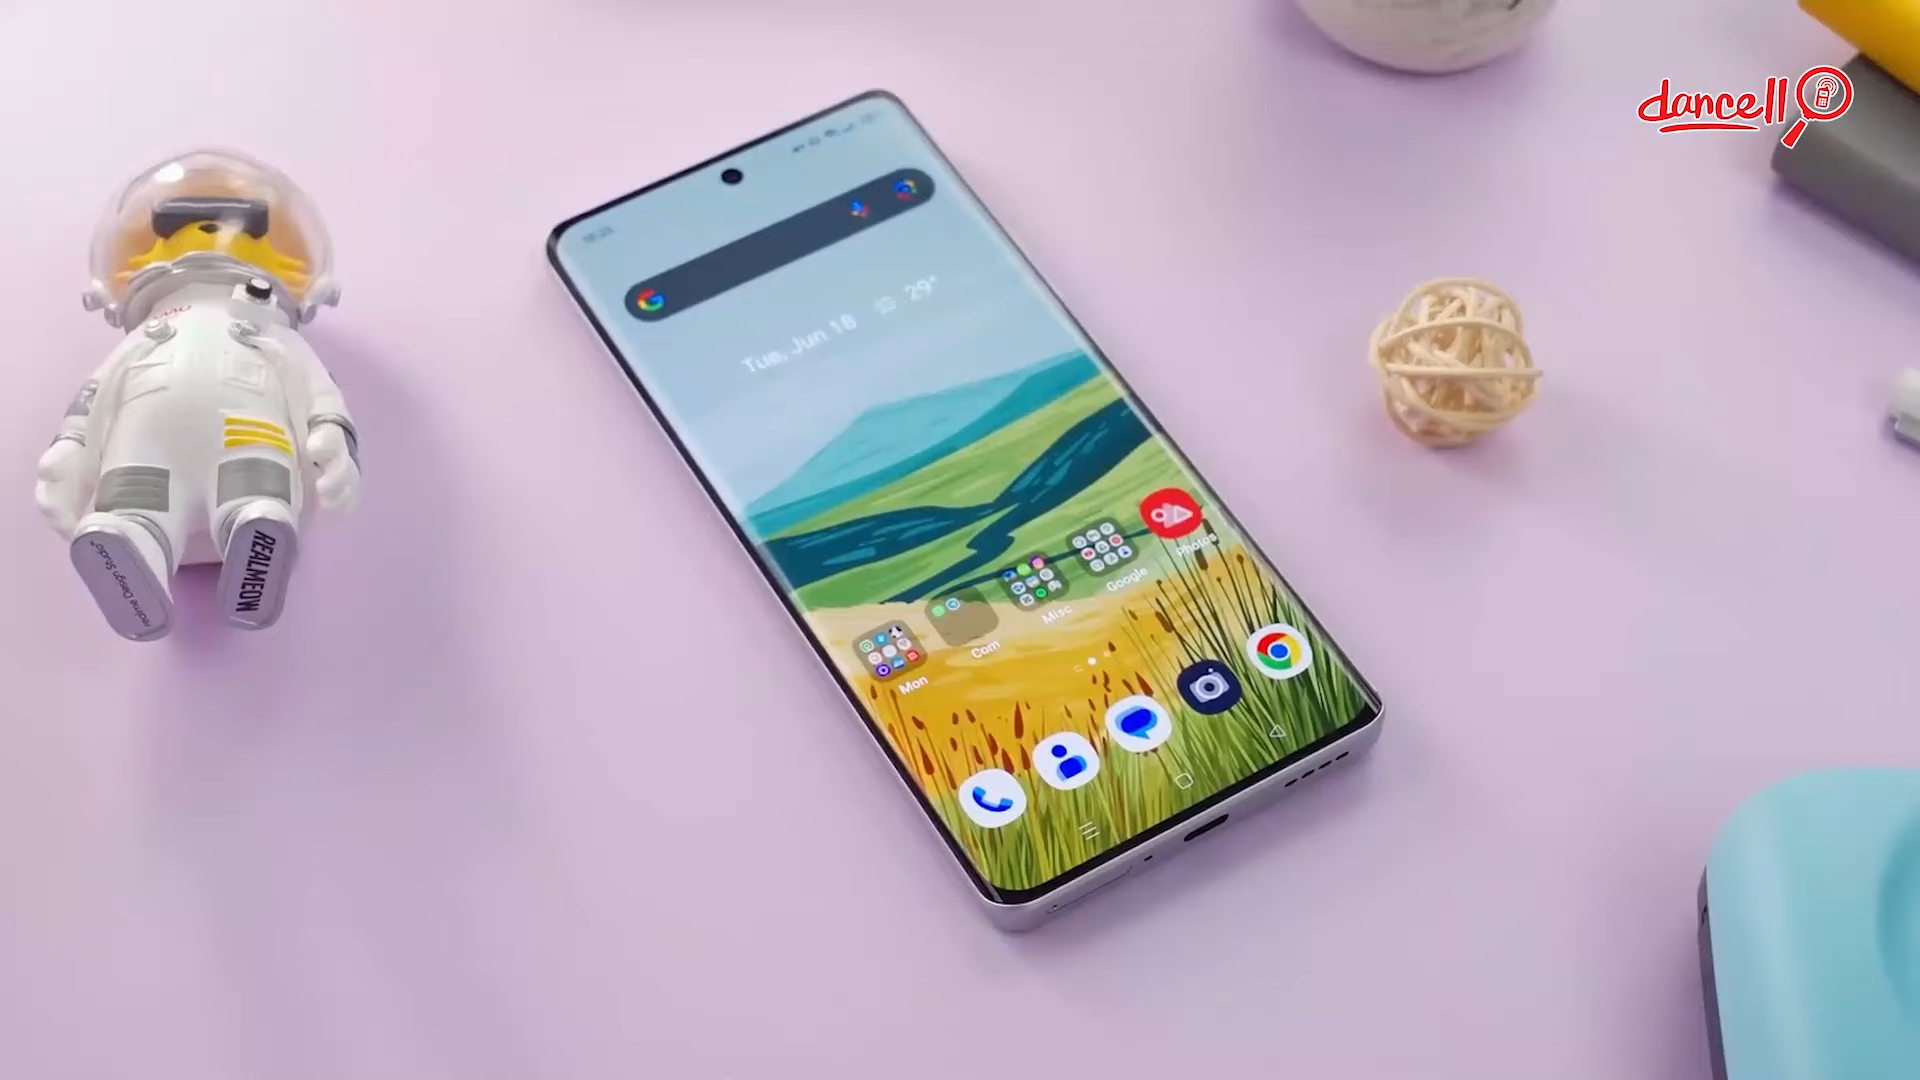 dancell
29°
Tue, Jun 18
Photos
Google
Misc
Com
Mon
realme Design Studio
REALMEOW